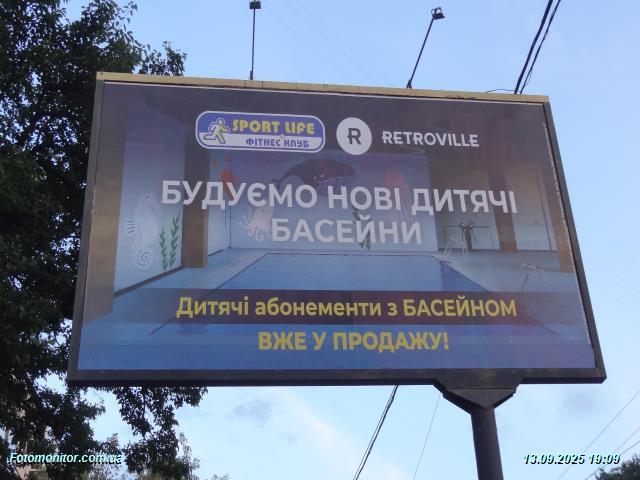 SPORT LIFE
ФІТНЕС КЛУБ
R RETROVILLE
БУДУЄМО НОВІ ДИТЯЧІ
БАСЕЙНИ
Дитячі абонементи з БАСЕЙНОМ
ВЖЕ У ПРОДАЖУ!
Fotomonitor.com.ua
13.09.2025 19:09